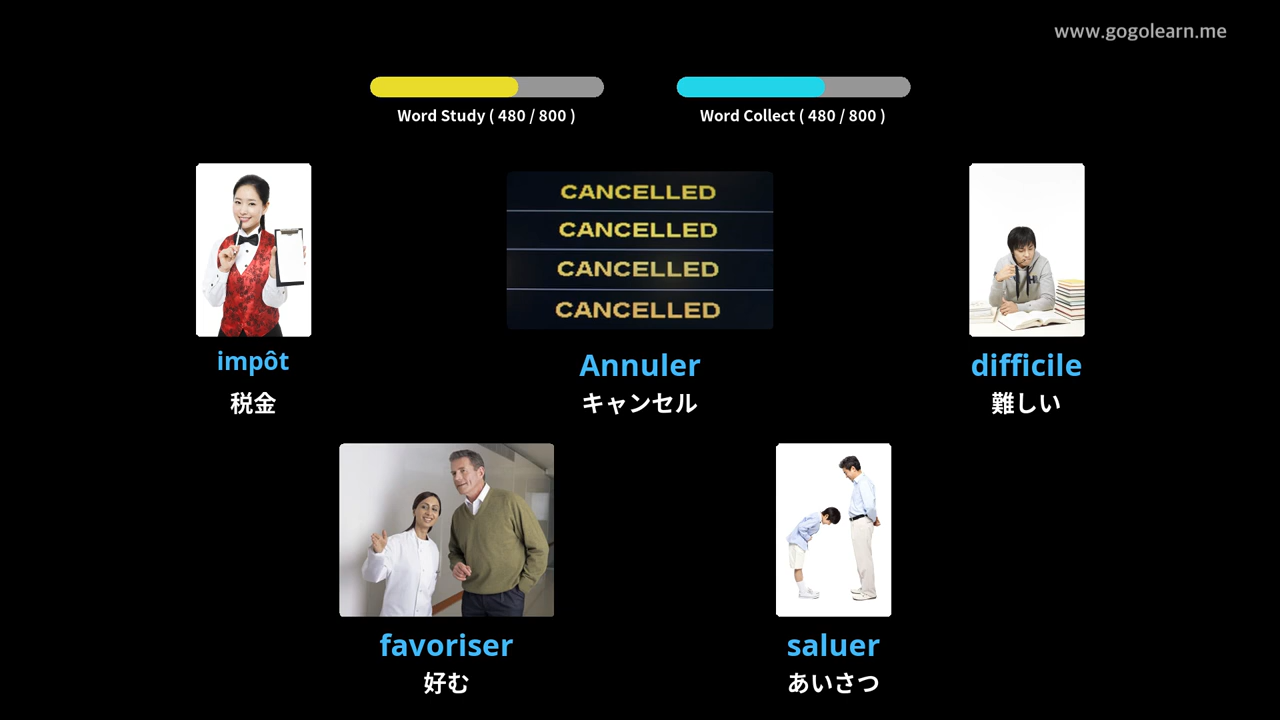 www.gogolearn.me
Word Study ( 480 / 800 )
Word Collect ( 480 / 800 )
CANCELLED
CANCELLED
CANCELLED
CANCELLED
impôt
税金
Annuler
キャンセル
difficile
難しい
favoriser
好む
saluer
あいさつ